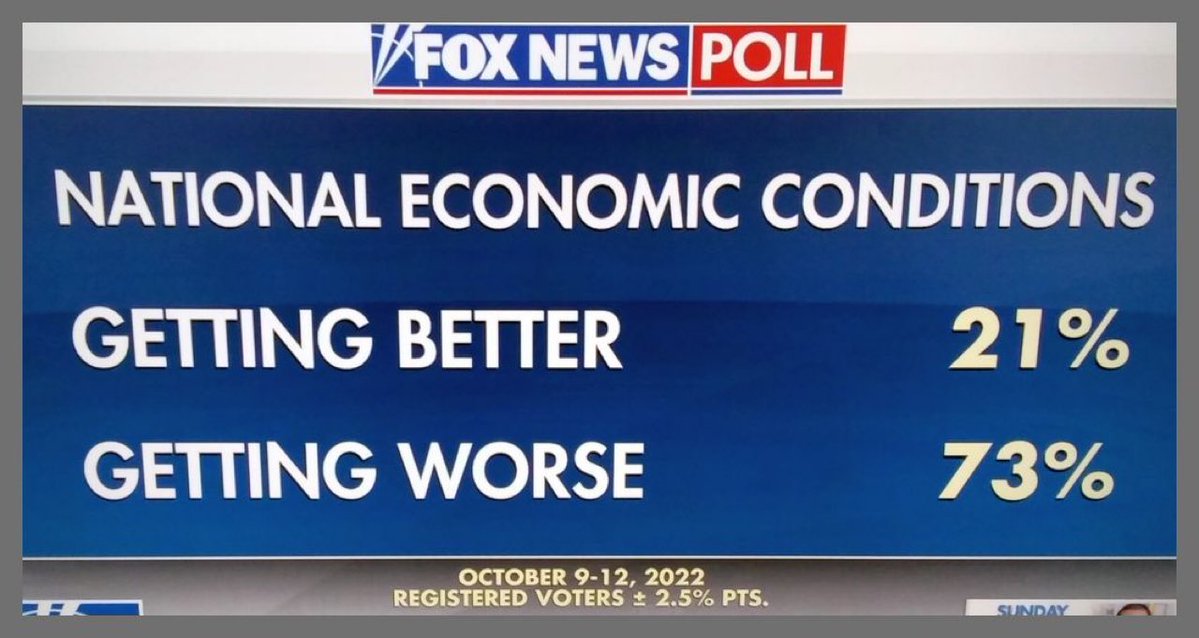 FOX NEWS POLL
NATIONAL ECONOMIC CONDITIONS
GETTING BETTER 21%
GETTING WORSE 73%
OCTOBER 9-12, 2022
REGISTERED VOTERS ± 2.5% PTS.
SUNDAY